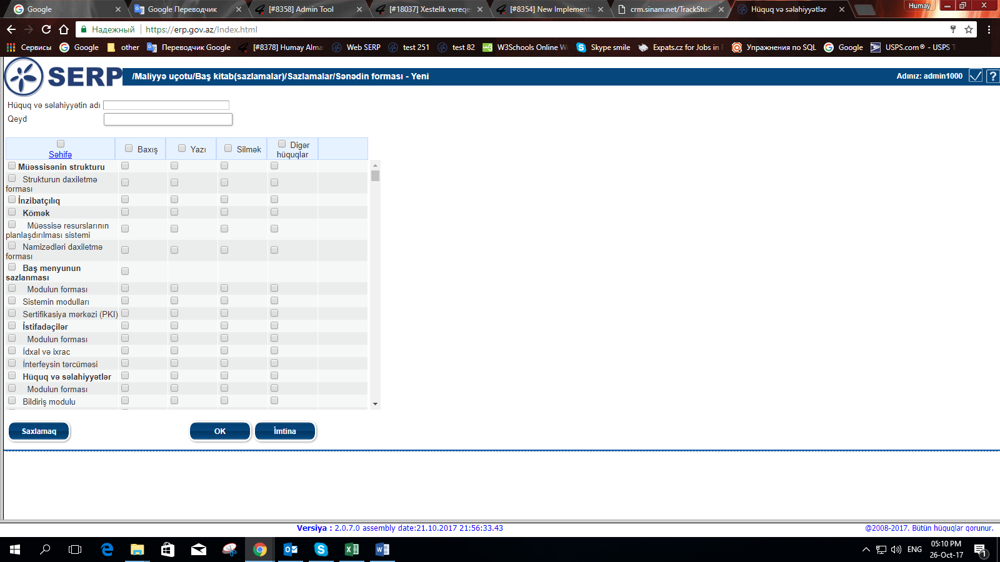 Google
Google Переводчик
[#8358] Admin Tool
[#18037] Xestelik vereqe
[#8354] New Implementa
crm.sinam.net/TrackStud
Hüquq və səlahiyyətlər
Humay
Надежный
https://erp.gov.az/Index.html
Сервисы
Google
other
Переводчик Google
[#8378] Humay Alma
Web SERP
test 251
test 82
W3Schools Online W
Skype smile
Expats.cz for Jobs in P
Упражнения по SQL
Google
USPS.com® - USPS T
SERP
/Maliyyə uçotu/Baş kitab(sazlamalar)/Sazlamalar/Sənədin forması - Yeni
Adınız: admin1000
?
Hüquq və səlahiyyətin adı
Qeyd
Səhifə
Baxış
Yazı
Silmək
Digər
hüquqlar
Müəssisənin strukturu
Strukturun daxiletmə
forması
İnzibatçılıq
Kömək
Müəssisə resurslarının
planlaşdırılması sistemi
Namizədləri daxiletmə
forması
Baş menyunun
sazlanması
Modulun forması
Sistemin modulları
Sertifikasiya mərkəzi (PKI)
İstifadəçilər
Modulun forması
İdxal və ixrac
İnterfeysin tərcüməsi
Hüquq və səlahiyyətlər
Modulun forması
Bildiriş modulu
Saxlamaq
OK
İmtina
Versiya : 2.0.7.0 assembly date:21.10.2017 21:56:33.43
@2008-2017. Bütün hüquqlar qorunur.
ENG
05:10 PM
26-Oct-17
1